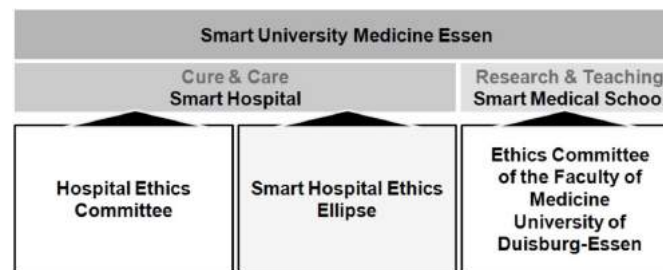 Smart University Medicine Essen
Cure & Care
Smart Hospital
Research & Teaching
Smart Medical School
Hospital Ethics
Committee
Smart Hospital Ethics
Ellipse
Ethics Committee
of the Faculty of
Medicine
University of
Duisburg-Essen